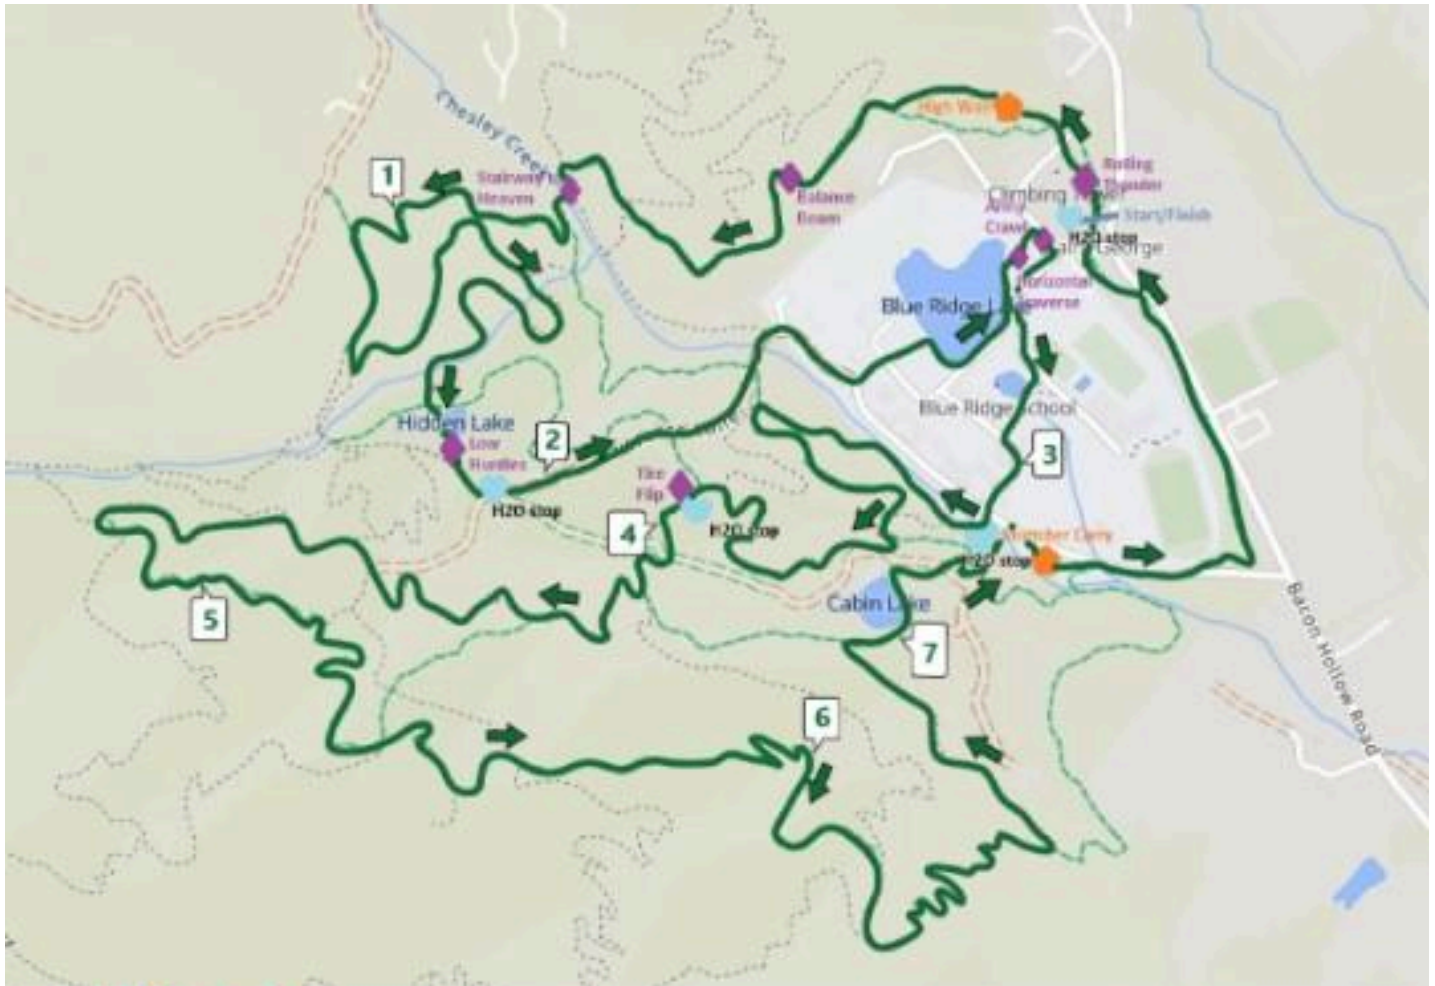 Chesley Creek
High Wall
1
Stairway to
Heaven
Balance
Beam
Rolling
Thunder
Climbing
Start/Finish
H2O stop
Army
Crawl
George
Horizontal
Traverse
Blue Ridge L
Blue Ridge School
Hidden Lake
Low
Hurdles
2
H2O stop
3
Tire
Flip
4
H2O stop
Carry
H2O stop
Cabin Lake
5
7
6
Bacon Hollow Road